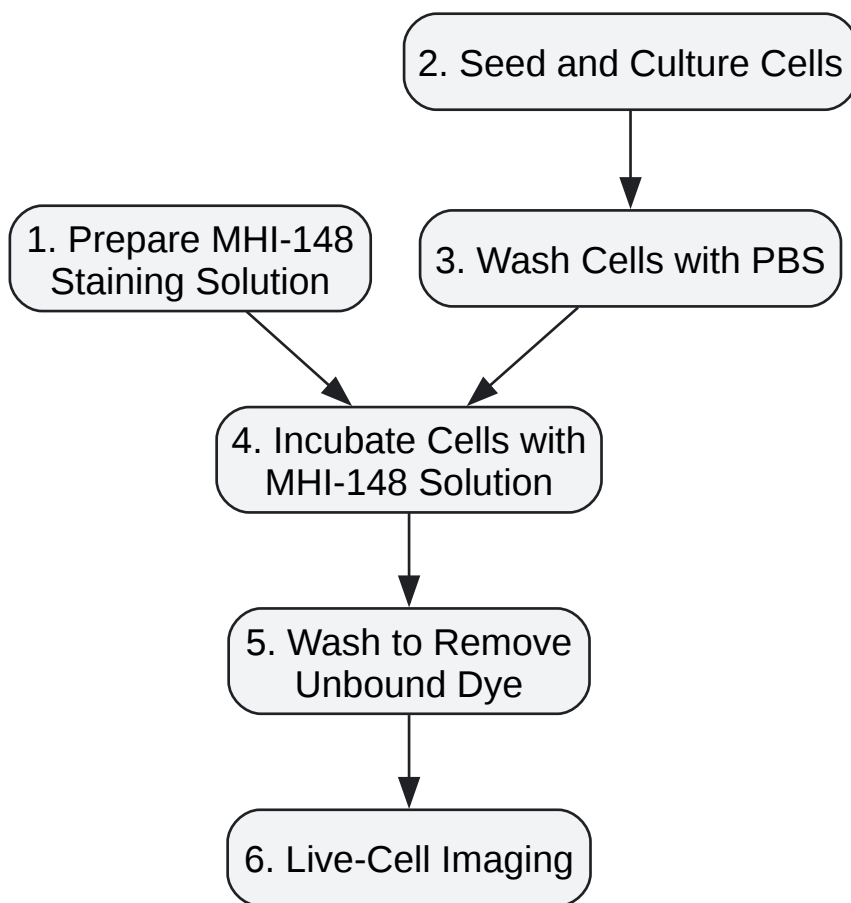 2. Seed and Culture Cells
1. Prepare MHI-148
Staining Solution
3. Wash Cells with PBS
4. Incubate Cells with
MHI-148 Solution
5. Wash to Remove
Unbound Dye
6. Live-Cell Imaging